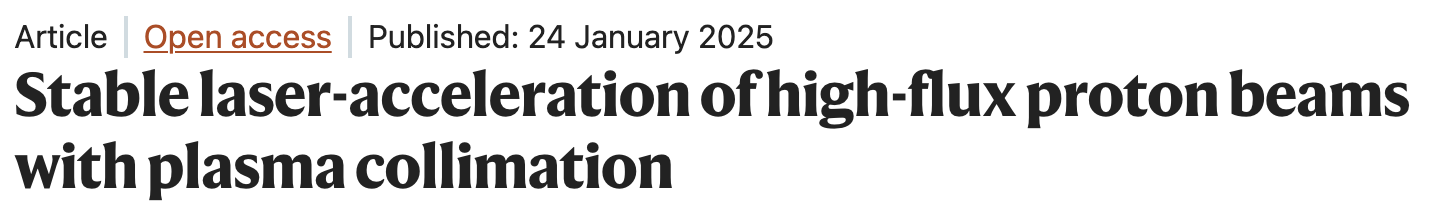 Article | Open access | Published: 24 January 2025
Stable laser-acceleration of high-flux proton beams
with plasma collimation